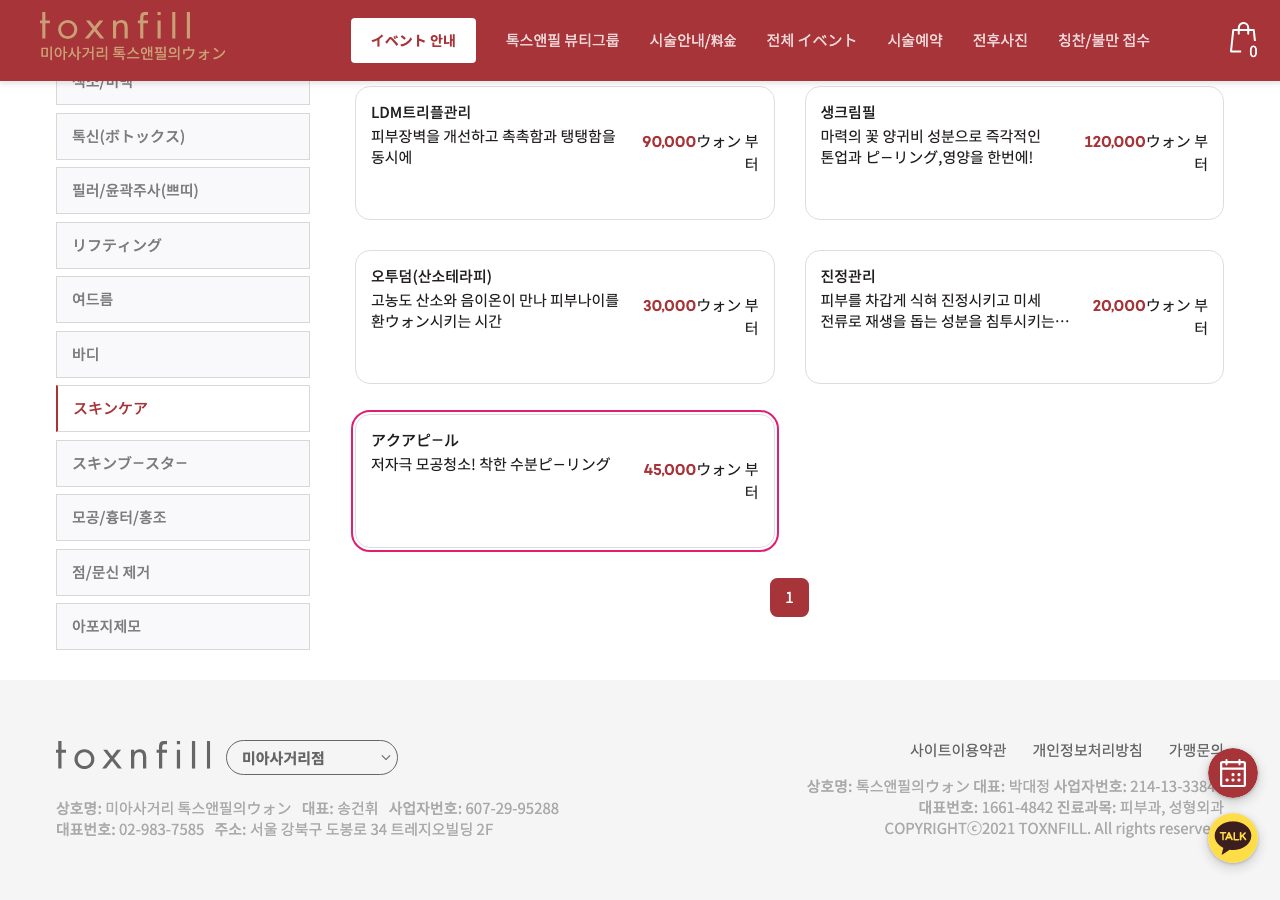 toxnfill
미아사거리 톡스앤필의ウォン
イベント 안내
톡스앤필 뷰티그룹
시술안내/料金
전체 イベント
시술예약
전후사진
칭찬/불만 접수
0
색소/미백
톡신(ボトックス)
필러/윤곽주사(쁘띠)
リフティング
여드름
바디
スキンケア
スキンブースター
모공/흉터/홍조
점/문신 제거
아포지제모
LDM트리플관리
피부장벽을 개선하고 촉촉함과 탱탱함을
동시에
90,000ウォン 부
터
생크림필
마력의 꽃 양귀비 성분으로 즉각적인
톤업과 ピーリング,영양을 한번에!
120,000ウォン 부
터
오투덤(산소테라피)
고농도 산소와 음이온이 만나 피부나이를
환ウォン시키는 시간
30,000ウォン 부
터
진정관리
피부를 차갑게 식혀 진정시키고 미세
전류로 재생을 돕는 성분을 침투시키는…
20,000ウォン 부
터
アクアピール
저자극 모공청소! 착한 수분ピーリング
45,000ウォン 부
터
1
toxnfill
미아사거리점
상호명: 미아사거리 톡스앤필의ウォン 대표: 송건휘 사업자번호: 607-29-95288
대표번호: 02-983-7585 주소: 서울 강북구 도봉로 34 트레지오빌딩 2F
사이트이용약관
개인정보처리방침
가맹문의
상호명: 톡스앤필의ウォン 대표: 박대정 사업자번호: 214-13-3384
대표번호: 1661-4842 진료과목: 피부과, 성형외과
COPYRIGHTⓒ2021 TOXNFILL. All rights reserve
TALK